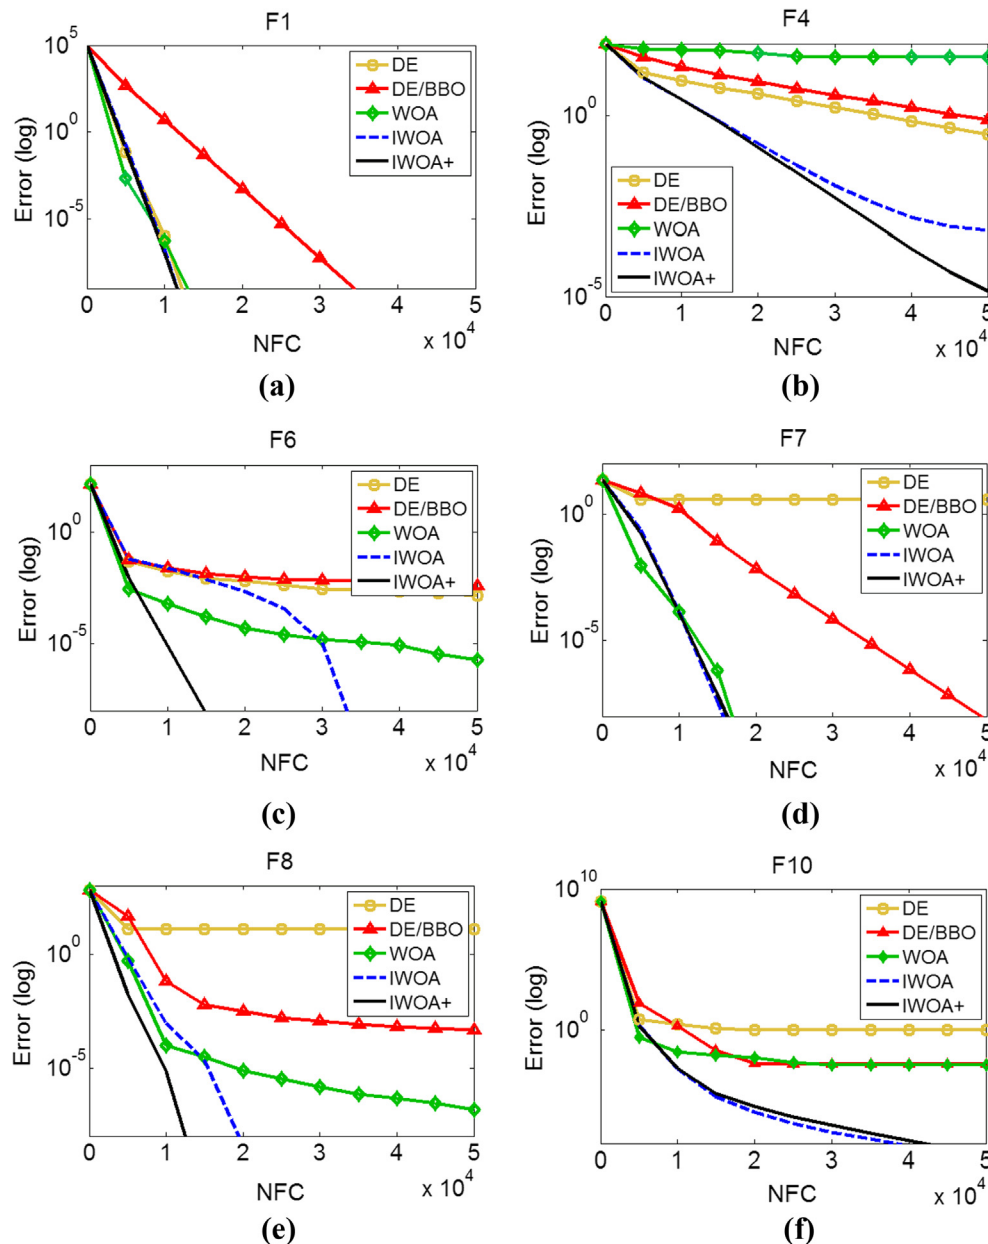 F1
10^5
10^0
10^-5
Error (log)
DE
DE/BBO
WOA
IWOA
IWOA+
0 1 2 3 4 5
x 10^4
NFC
(a)
F4
10^0
10^-5
Error (log)
DE
DE/BBO
WOA
IWOA
IWOA+
0 1 2 3 4 5
x 10^4
NFC
(b)
F6
10^0
10^-5
Error (log)
DE
DE/BBO
WOA
IWOA
IWOA+
0 1 2 3 4 5
x 10^4
NFC
(c)
F7
10^0
10^-5
Error (log)
DE
DE/BBO
WOA
IWOA
IWOA+
0 1 2 3 4 5
x 10^4
NFC
(d)
F8
10^0
10^-5
Error (log)
DE
DE/BBO
WOA
IWOA
IWOA+
0 1 2 3 4 5
x 10^4
NFC
(e)
F10
10^10
10^0
Error (log)
DE
DE/BBO
WOA
IWOA
IWOA+
0 1 2 3 4 5
x 10^4
NFC
(f)